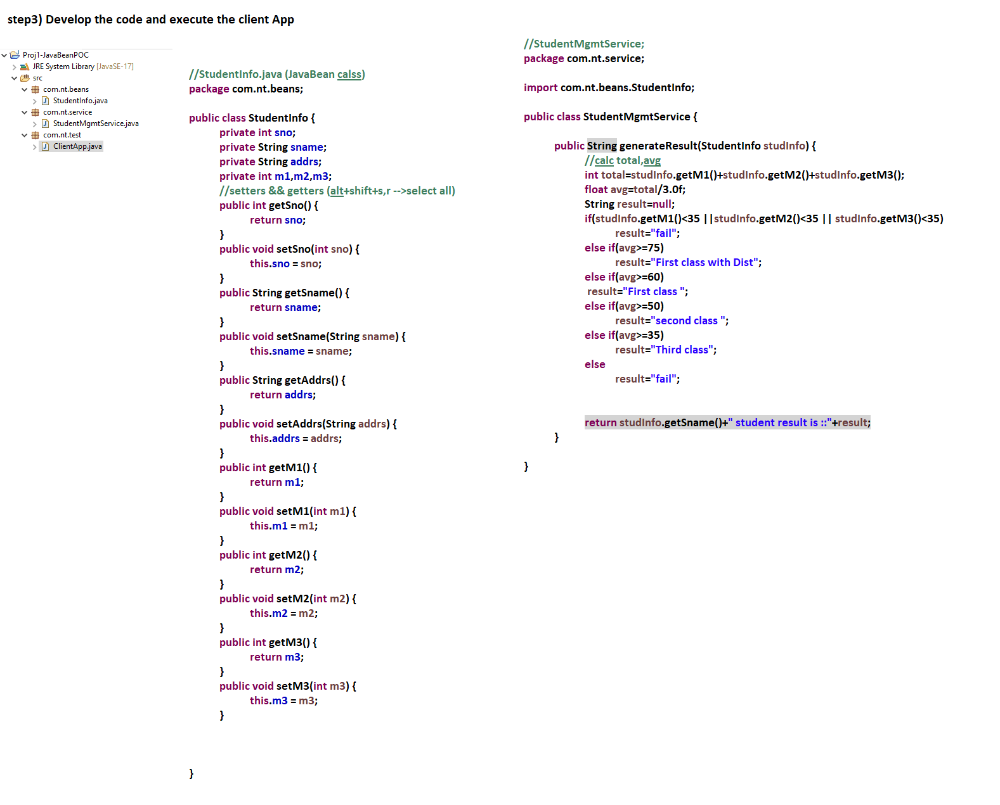 step3) Develop the code and execute the client App
Proj1-JavaBeanPOC
JRE System Library [JavaSE-17]
src
com.nt.beans
StudentInfo.java
com.nt.service
StudentMgmtService.java
com.nt.test
ClientApp.java
//StudentInfo.java (JavaBean calss)
package com.nt.beans;
public class StudentInfo {
private int sno;
private String sname;
private String addrs;
private int m1,m2,m3;
//setters && getters (alt+shift+s,r -->select all)
public int getSno() {
return sno;
}
public void setSno(int sno) {
this.sno = sno;
}
public String getSname() {
return sname;
}
public void setSname(String sname) {
this.sname = sname;
}
public String getAddrs() {
return addrs;
}
public void setAddrs(String addrs) {
this.addrs = addrs;
}
public int getM1() {
return m1;
}
public void setM1(int m1) {
this.m1 = m1;
}
public int getM2() {
return m2;
}
public void setM2(int m2) {
this.m2 = m2;
}
public int getM3() {
return m3;
}
public void setM3(int m3) {
this.m3 = m3;
}
}
//StudentMgmtService;
package com.nt.service;
import com.nt.beans.StudentInfo;
public class StudentMgmtService {
public String generateResult(StudentInfo studInfo) {
//calc total,avg
int total=studInfo.getM1()+studInfo.getM2()+studInfo.getM3();
float avg=total/3.0f;
String result=null;
if(studInfo.getM1()<35 ||studInfo.getM2()<35 || studInfo.getM3()<35)
result="fail";
else if(avg>=75)
result="First class with Dist";
else if(avg>=60)
result="First class ";
else if(avg>=50)
result="second class ";
else if(avg>=35)
result="Third class";
else
result="fail";
return studInfo.getSname()+" student result is ::"+result;
}
}